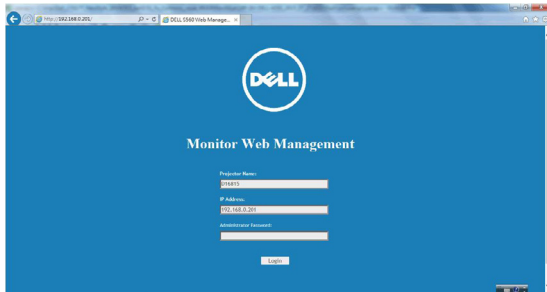 http://192.168.0.201/
DELL S560 Web Manage...
DELL
Monitor Web Management
Projector Name:
D16815
IP Address:
192.168.0.201
Administrator Password:
Login